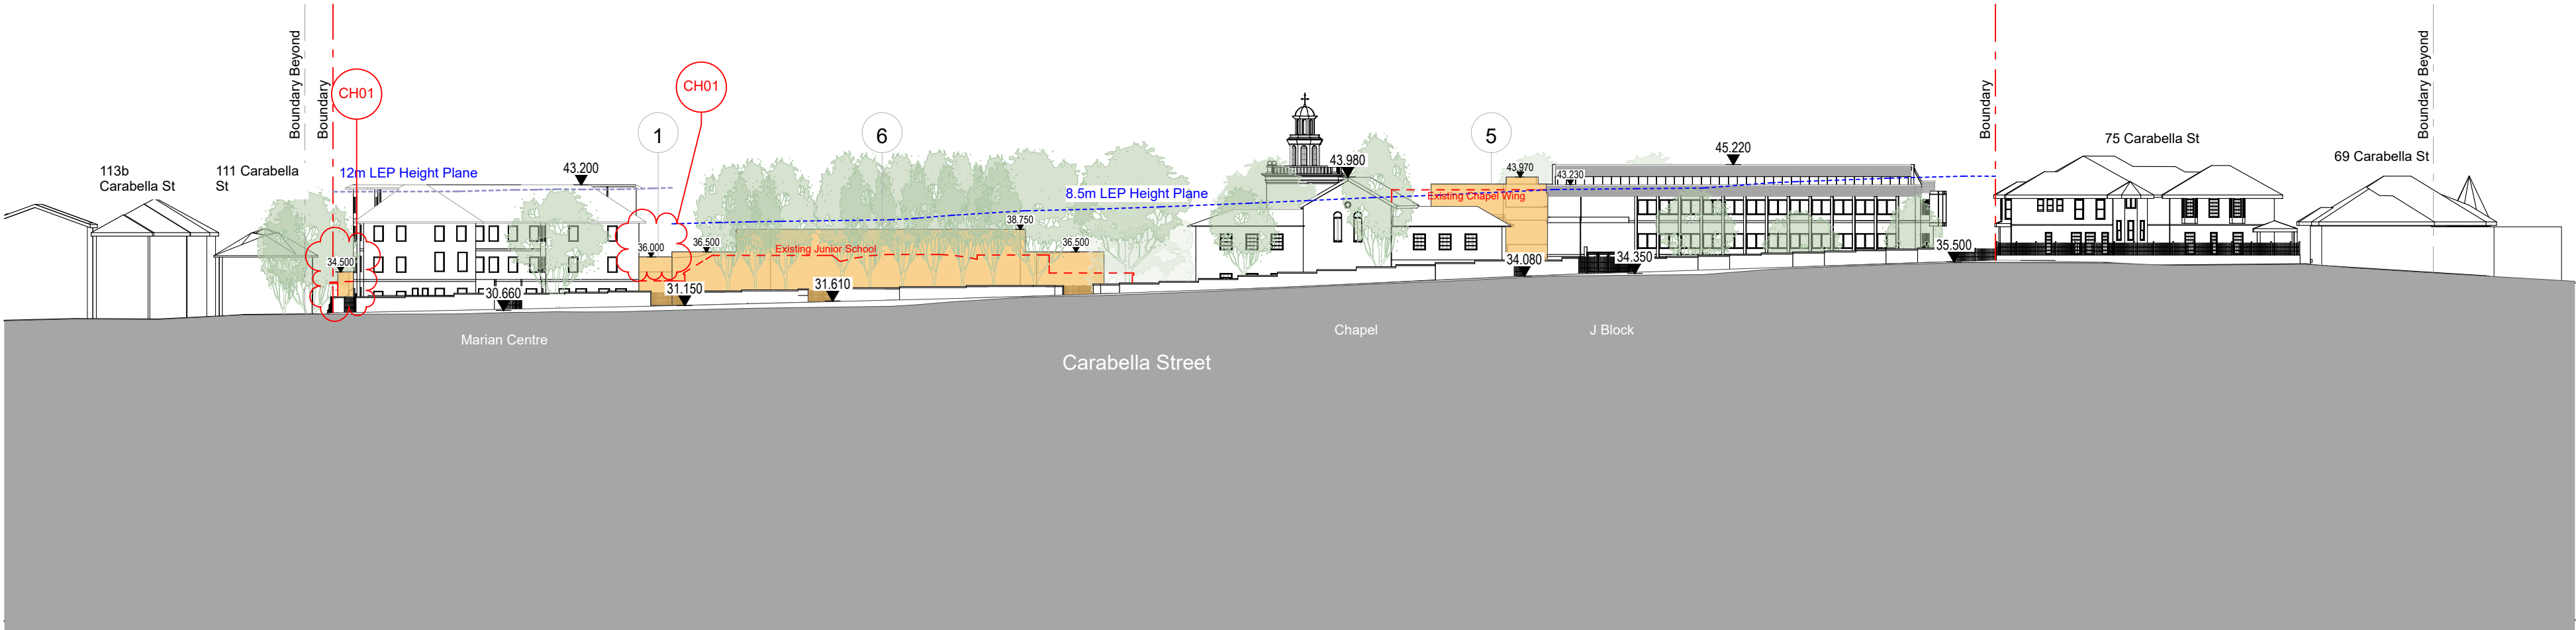 Boundary Beyond
Boundary
CH01
CH01
1
6
5
Boundary
Boundary Beyond
75 Carabella St
69 Carabella St
113b
Carabella St
111 Carabella
St
12m LEP Height Plane
43.200
8.5m LEP Height Plane
43.980
43.970
43.230
45.220
Existing Chapel Wing
38.750
36.000
36.500
Existing Junior School
36.500
34.500
30.660
31.150
31.610
34.080
34.350
35.500
Marian Centre
Chapel
J Block
Carabella Street